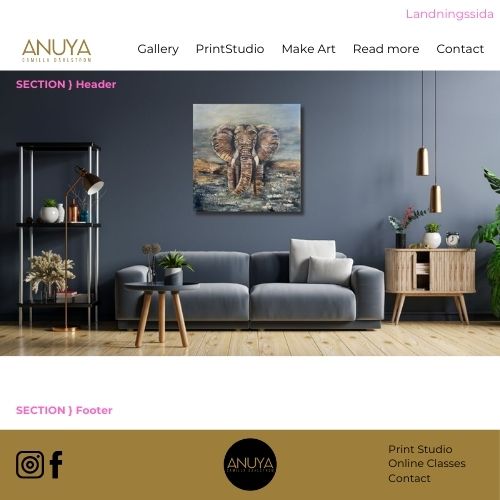 Landningssida
ANUYA
CAMILLA DAHLSTRÖM
Gallery PrintStudio Make Art Read more Contact
SECTION } Header
SECTION } Footer
ANUYA
CAMILLA DAHLSTRÖM
Print Studio
Online Classes
Contact